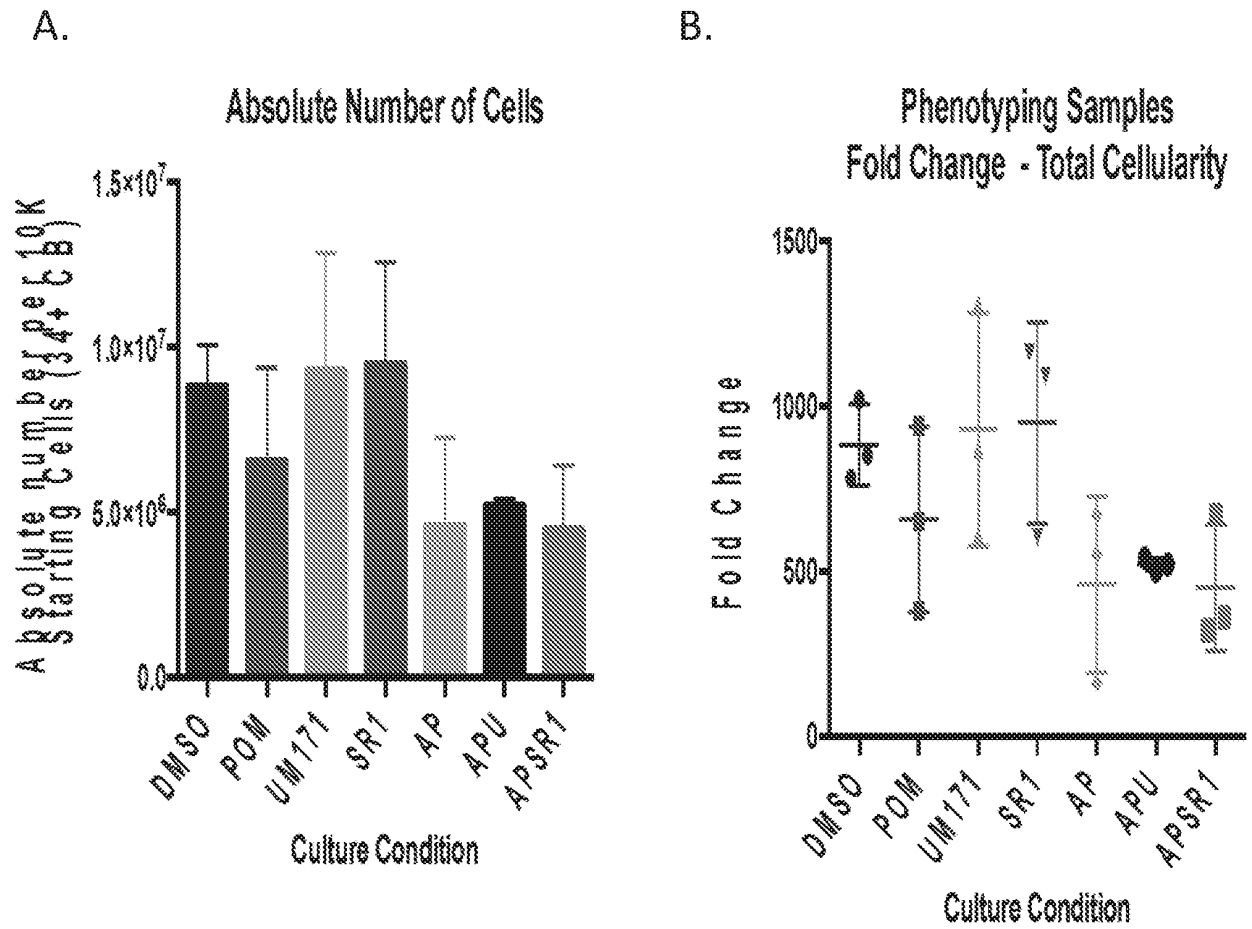 A.
Absolute Number of Cells
Absolute number per 10K
Starting Cells (34+ CB)
1.5×10⁷
1.0×10⁷
5.0×10⁶
0.0
DMSO
POM
UM171
SR1
AP
APU
APSR1
Culture Condition
B.
Phenotyping Samples
Fold Change - Total Cellularity
Fold Change
1500
1000
500
0
DMSO
POM
UM171
SR1
AP
APU
APSR1
Culture Condition